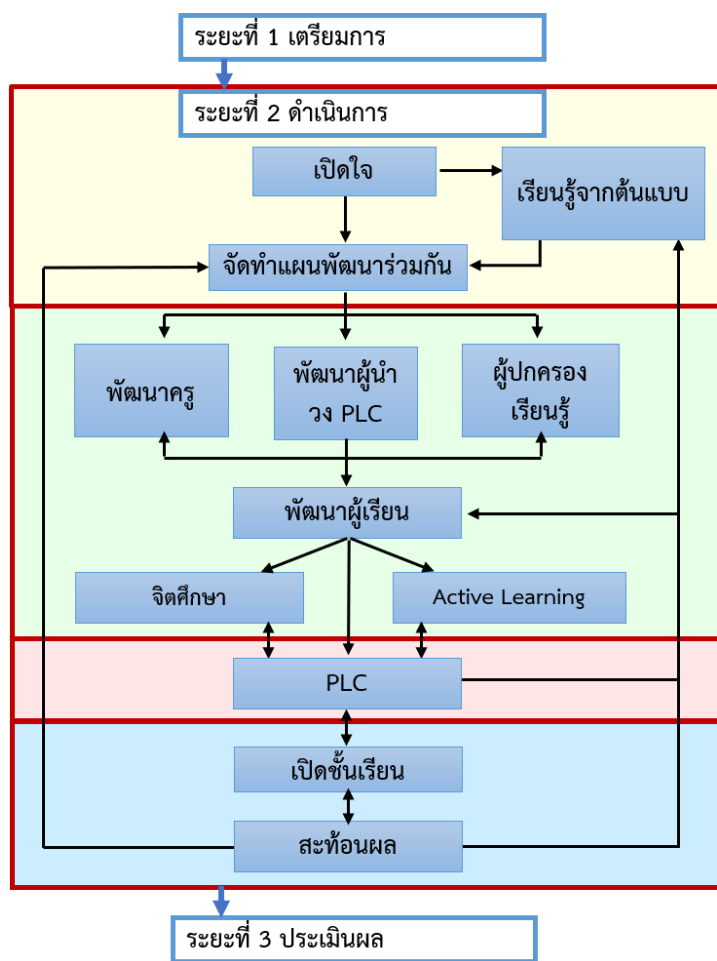 ระยะที่ 1 เตรียมการ
ระยะที่ 2 ดำเนินการ
เปิดใจ
เรียนรู้จากต้นแบบ
จัดทำแผนพัฒนาร่วมกัน
พัฒนาครู
พัฒนาผู้นำ
วง PLC
ผู้ปกครอง
เรียนรู้
พัฒนาผู้เรียน
จิตศึกษา
Active Learning
PLC
เปิดชั้นเรียน
สะท้อนผล
ระยะที่ 3 ประเมินผล